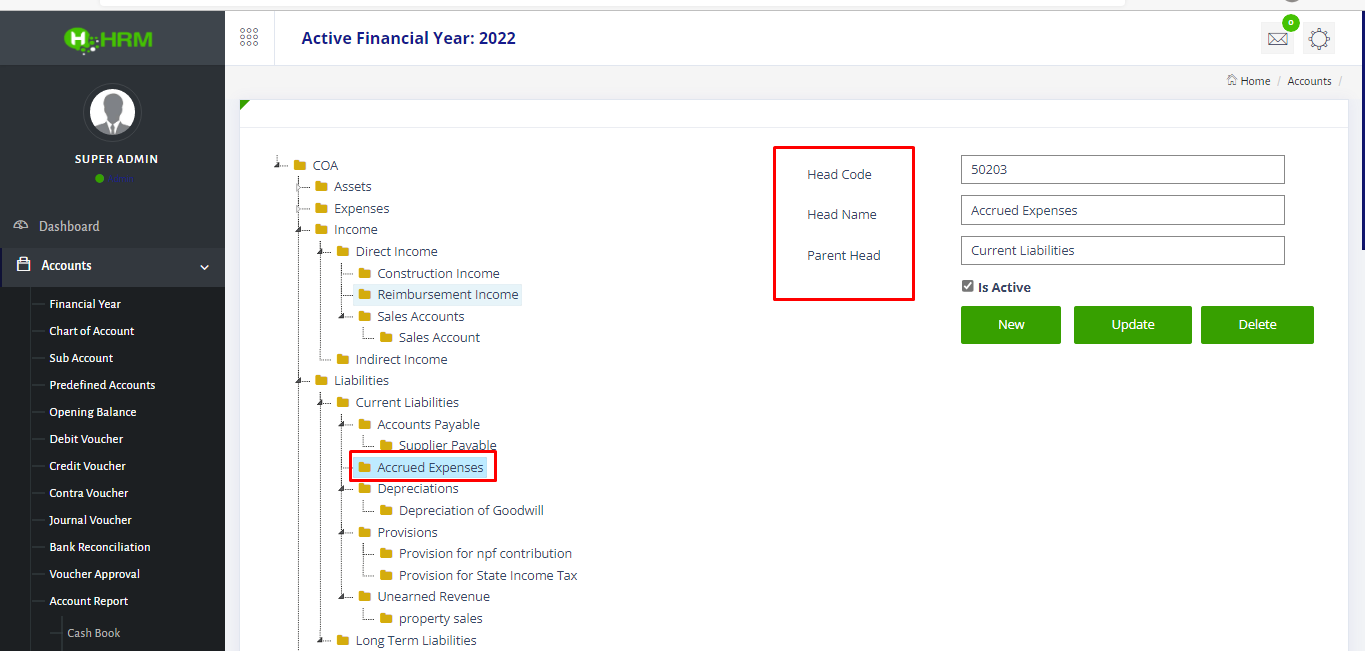 HRM
Active Financial Year: 2022
0
Home / Accounts /
SUPER ADMIN
Dashboard
Accounts
Financial Year
Chart of Account
Sub Account
Predefined Accounts
Opening Balance
Debit Voucher
Credit Voucher
Contra Voucher
Journal Voucher
Bank Reconciliation
Voucher Approval
Account Report
Cash Book
COA
Assets
Expenses
Income
Direct Income
Construction Income
Reimbursement Income
Sales Accounts
Sales Account
Indirect Income
Liabilities
Current Liabilities
Accounts Payable
Supplier Payable
Accrued Expenses
Depreciations
Depreciation of Goodwill
Provisions
Provision for npf contribution
Provision for State Income Tax
Unearned Revenue
property sales
Long Term Liabilities
Head Code
50203
Head Name
Accrued Expenses
Parent Head
Current Liabilities
Is Active
New
Update
Delete